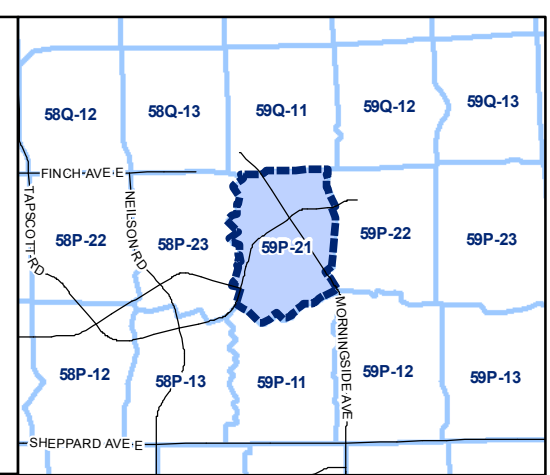 58Q-12
58Q-13
59Q-11
59Q-12
59Q-13
FINCH AVE E
TAPSCOTT RD
NEILSON RD
58P-22
58P-23
59P-21
59P-22
59P-23
MORNINGSIDE AVE
58P-12
58P-13
59P-11
59P-12
59P-13
SHEPPARD AVE E